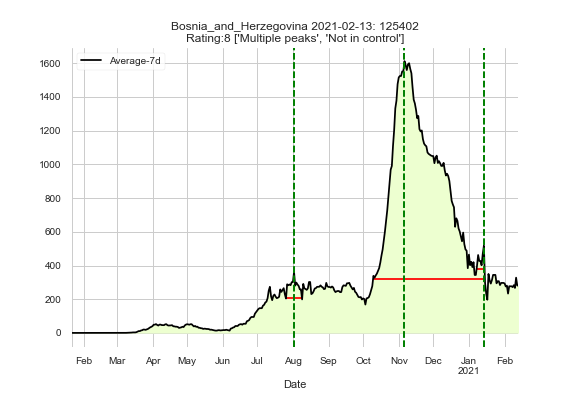 Bosnia_and_Herzegovina 2021-02-13: 125402
Rating:8 ['Multiple peaks', 'Not in control']
Average-7d
1600
1400
1200
1000
800
600
400
200
0
Feb Mar Apr May Jun Jul Aug Sep Oct Nov Dec Jan Feb
2021
Date